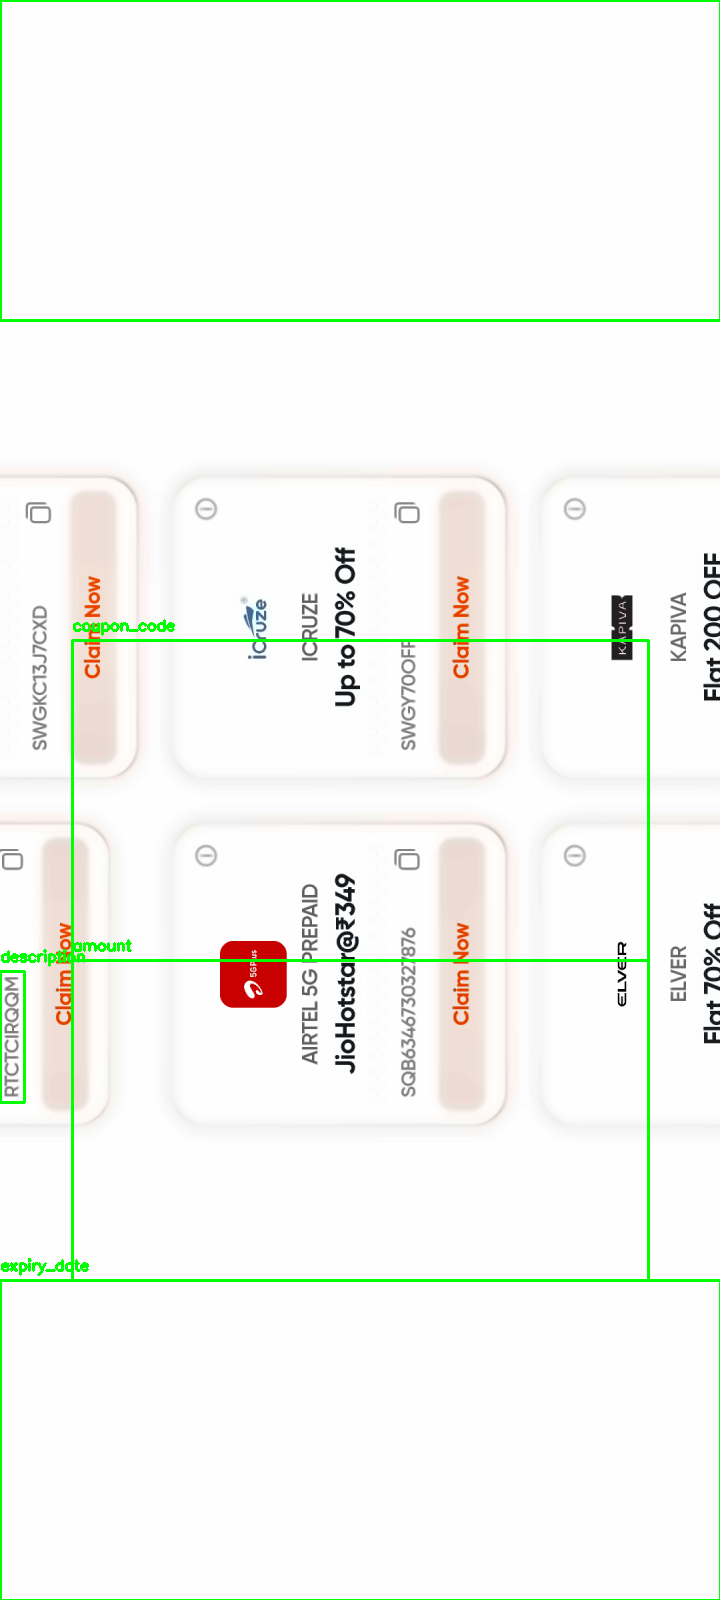 coupon_code
amount
description
expiry_date
RTCTCIRQQM
Claim Now
SWGKC13J7CXD
Claim Now
5G Plus
AIRTEL 5G PREPAID
JioHotstar@₹349
SQB6346730327876
Claim Now
iCruze®
ICRUZE
Up to 70% Off
SWGY70OFF
Claim Now
ELVER
ELVER
Flat 70% Off
KAPIVA
KAPIVA
Flat 200 OFF